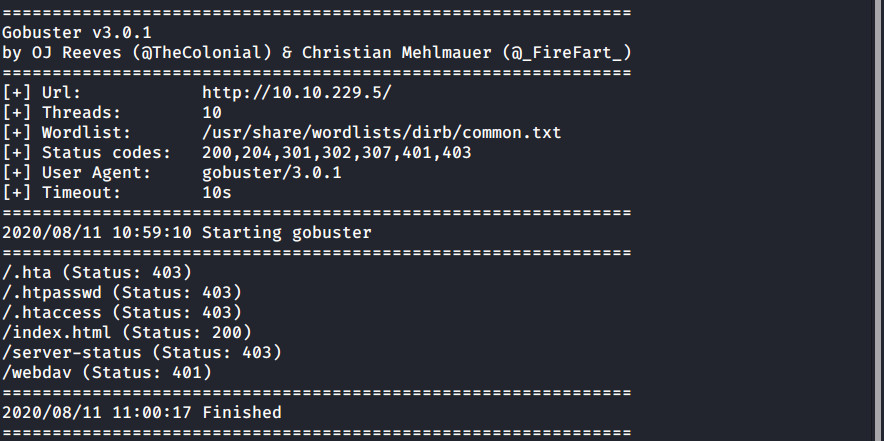 ===============================================================
Gobuster v3.0.1
by OJ Reeves (@TheColonial) & Christian Mehlmauer (@_FireFart_)
===============================================================
[+] Url:            http://10.10.229.5/
[+] Threads:        10
[+] Wordlist:       /usr/share/wordlists/dirb/common.txt
[+] Status codes:   200,204,301,302,307,401,403
[+] User Agent:     gobuster/3.0.1
[+] Timeout:        10s
===============================================================
2020/08/11 10:59:10 Starting gobuster
===============================================================
/.hta (Status: 403)
/.htpasswd (Status: 403)
/.htaccess (Status: 403)
/index.html (Status: 200)
/server-status (Status: 403)
/webdav (Status: 401)
===============================================================
2020/08/11 11:00:17 Finished
===============================================================